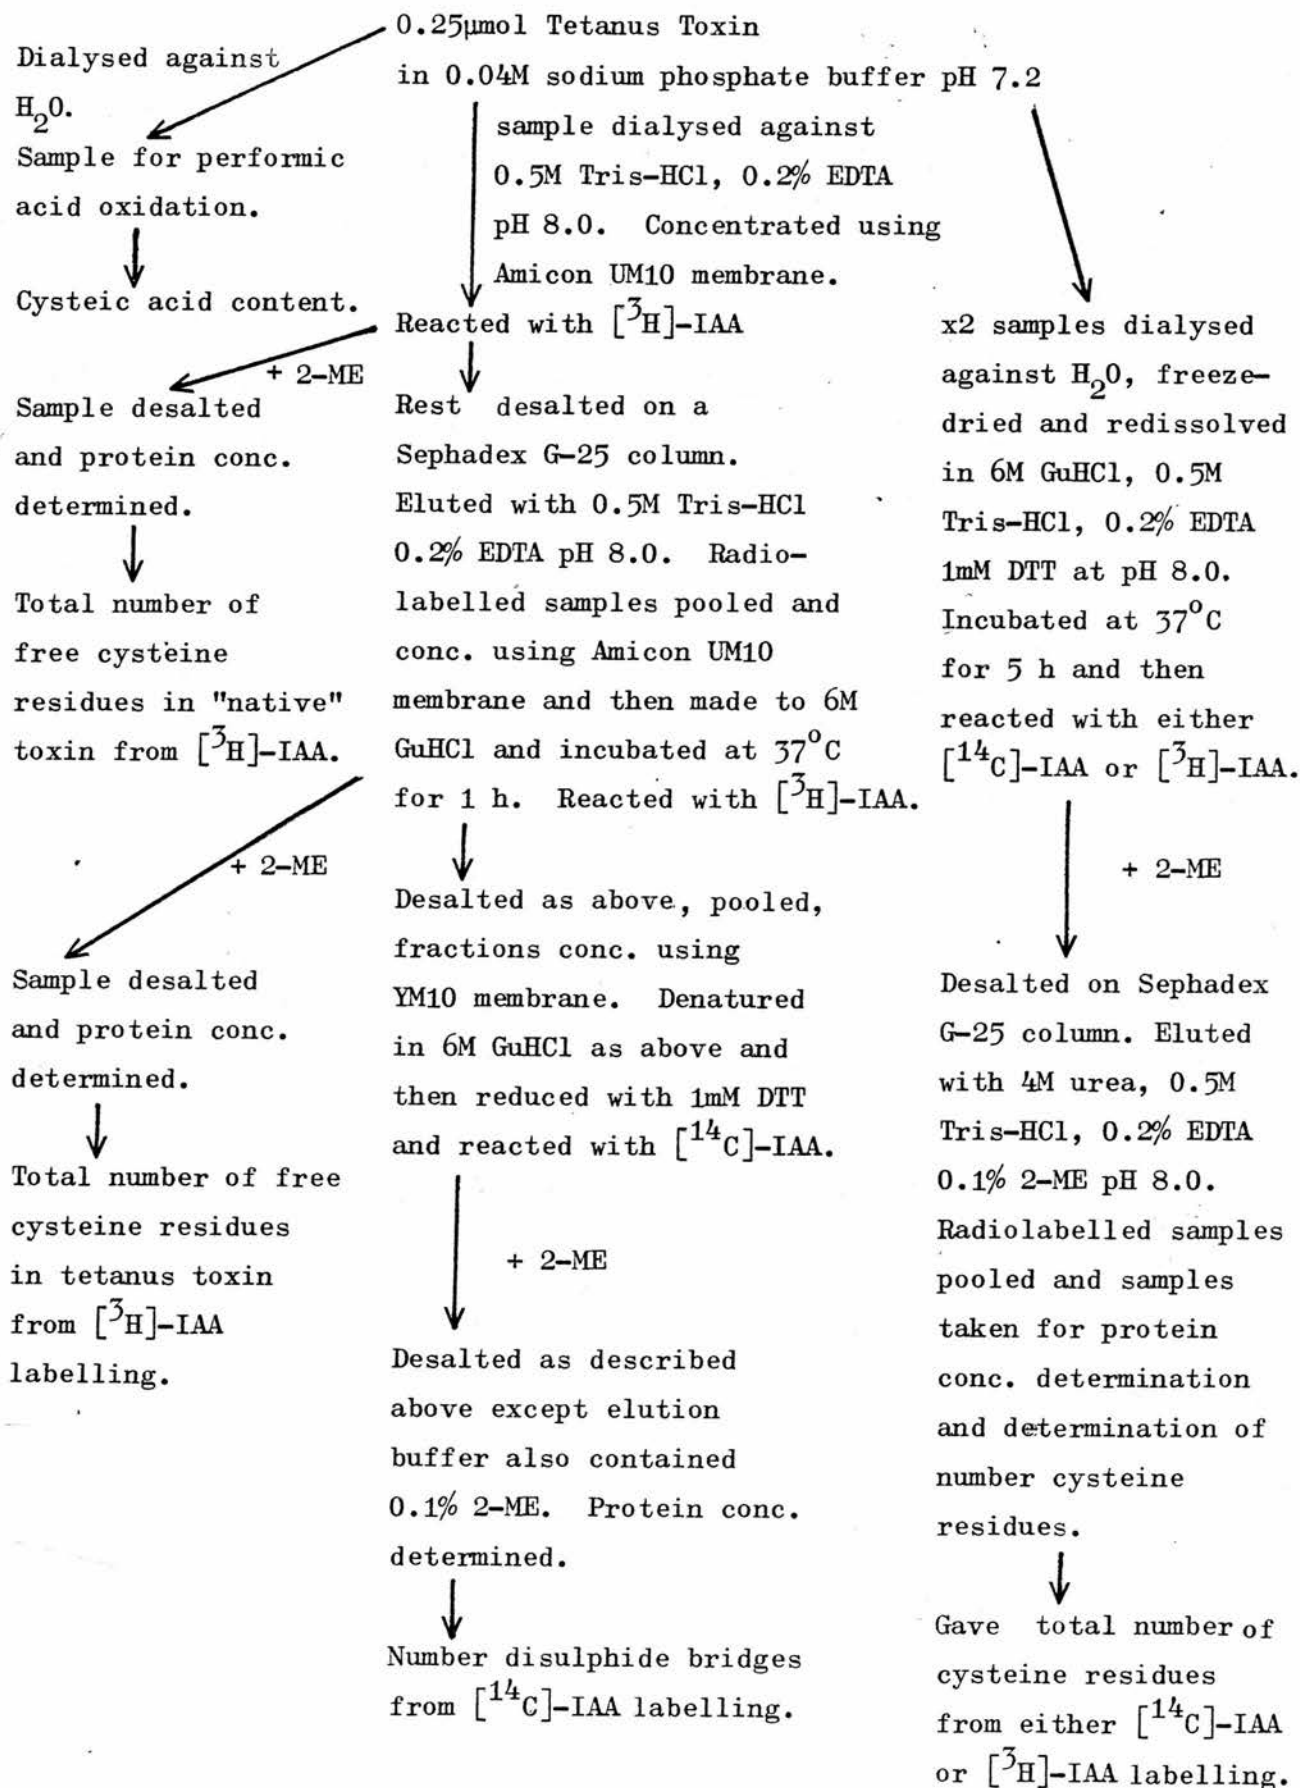 0.25µmol Tetanus Toxin
in 0.04M sodium phosphate buffer pH 7.2
Dialysed against
H₂O.
Sample for performic
acid oxidation.
Cysteic acid content.
sample dialysed against
0.5M Tris-HCl, 0.2% EDTA
pH 8.0. Concentrated using
Amicon UM10 membrane.
Reacted with [³H]-IAA
+ 2-ME
Sample desalted
and protein conc.
determined.
Total number of
free cysteine
residues in "native"
toxin from [³H]-IAA.
Rest desalted on a
Sephadex G-25 column.
Eluted with 0.5M Tris-HCl
0.2% EDTA pH 8.0. Radio-
labelled samples pooled and
conc. using Amicon UM10
membrane and then made to 6M
GuHCl and incubated at 37°C
for 1 h. Reacted with [³H]-IAA.
+ 2-ME
Sample desalted
and protein conc.
determined.
Total number of free
cysteine residues
in tetanus toxin
from [³H]-IAA
labelling.
Desalted as above, pooled,
fractions conc. using
YM10 membrane. Denatured
in 6M GuHCl as above and
then reduced with 1mM DTT
and reacted with [¹⁴C]-IAA.
+ 2-ME
Desalted as described
above except elution
buffer also contained
0.1% 2-ME. Protein conc.
determined.
Number disulphide bridges
from [¹⁴C]-IAA labelling.
x2 samples dialysed
against H₂O, freeze-
dried and redissolved
in 6M GuHCl, 0.5M
Tris-HCl, 0.2% EDTA
1mM DTT at pH 8.0.
Incubated at 37°C
for 5 h and then
reacted with either
[¹⁴C]-IAA or [³H]-IAA.
+ 2-ME
Desalted on Sephadex
G-25 column. Eluted
with 4M urea, 0.5M
Tris-HCl, 0.2% EDTA
0.1% 2-ME pH 8.0.
Radiolabelled samples
pooled and samples
taken for protein
conc. determination
and determination of
number cysteine
residues.
Gave total number of
cysteine residues
from either [¹⁴C]-IAA
or [³H]-IAA labelling.